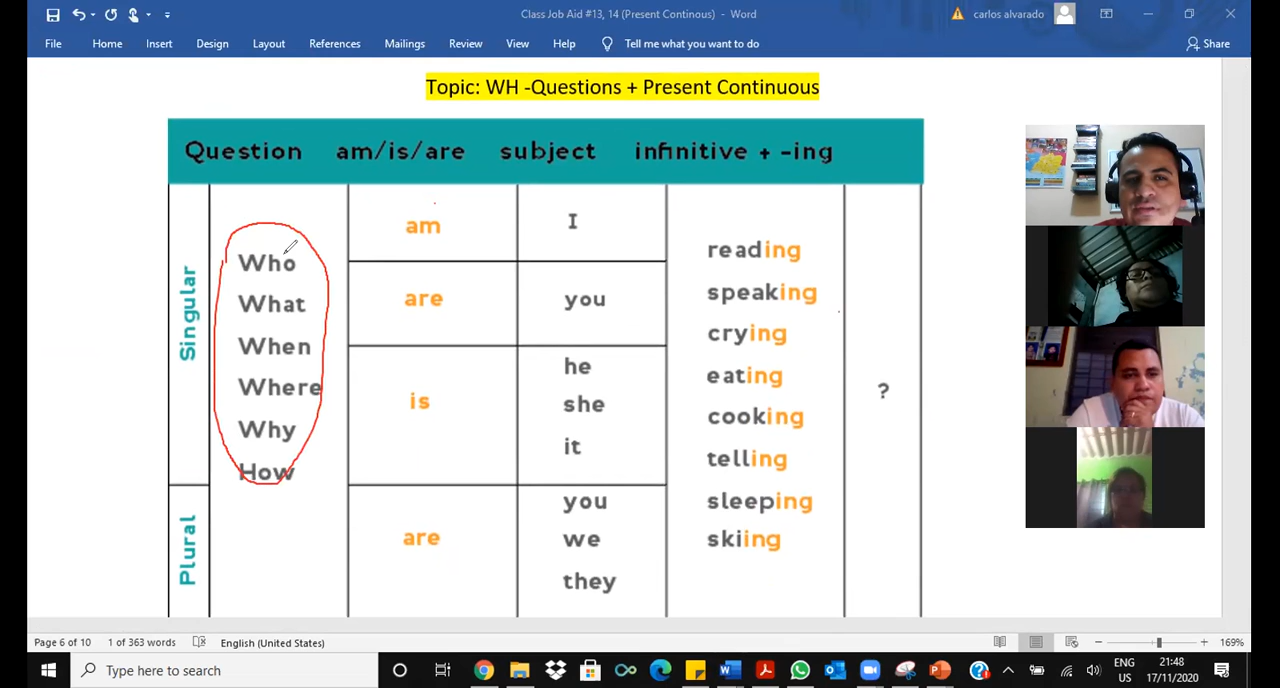 Class Job Aid #13, 14 (Present Continous) - Word
carlos alvarado
File Home Insert Design Layout References Mailings Review View Help Tell me what you want to do Share
Topic: WH -Questions + Present Continuous
Question am/is/are subject infinitive + -ing
Singular
Who
What
When
Where
Why
How
am
are
is
I
you
he
she
it
reading
speaking
crying
eating
cooking
telling
sleeping
skiing
?
Plural
are
you
we
they
Page 6 of 10 1 of 363 words English (United States) 169%
Type here to search
ENG
US
21:48
17/11/2020